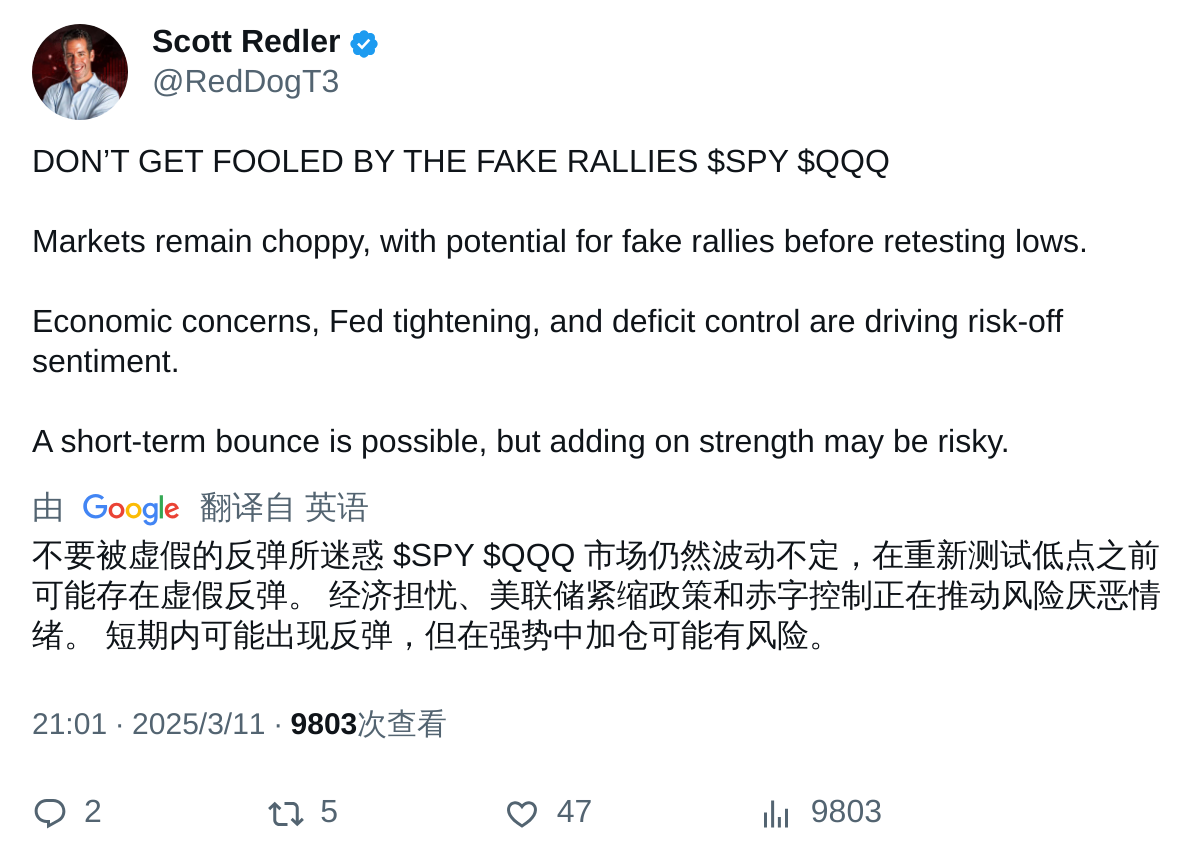 Scott Redler
@RedDogT3
DON’T GET FOOLED BY THE FAKE RALLIES $SPY $QQQ
Markets remain choppy, with potential for fake rallies before retesting lows.
Economic concerns, Fed tightening, and deficit control are driving risk-off
sentiment.
A short-term bounce is possible, but adding on strength may be risky.
由 Google 翻译自 英语
不要被虚假的反弹所迷惑 $SPY $QQQ 市场仍然波动不定，在重新测试低点之前
可能存在虚假反弹。 经济担忧、美联储紧缩政策和赤字控制正在推动风险厌恶情
绪。 短期内可能出现反弹，但在强势中加仓可能有风险。
21:01 · 2025/3/11 · 9803次查看
2 5 47 9803